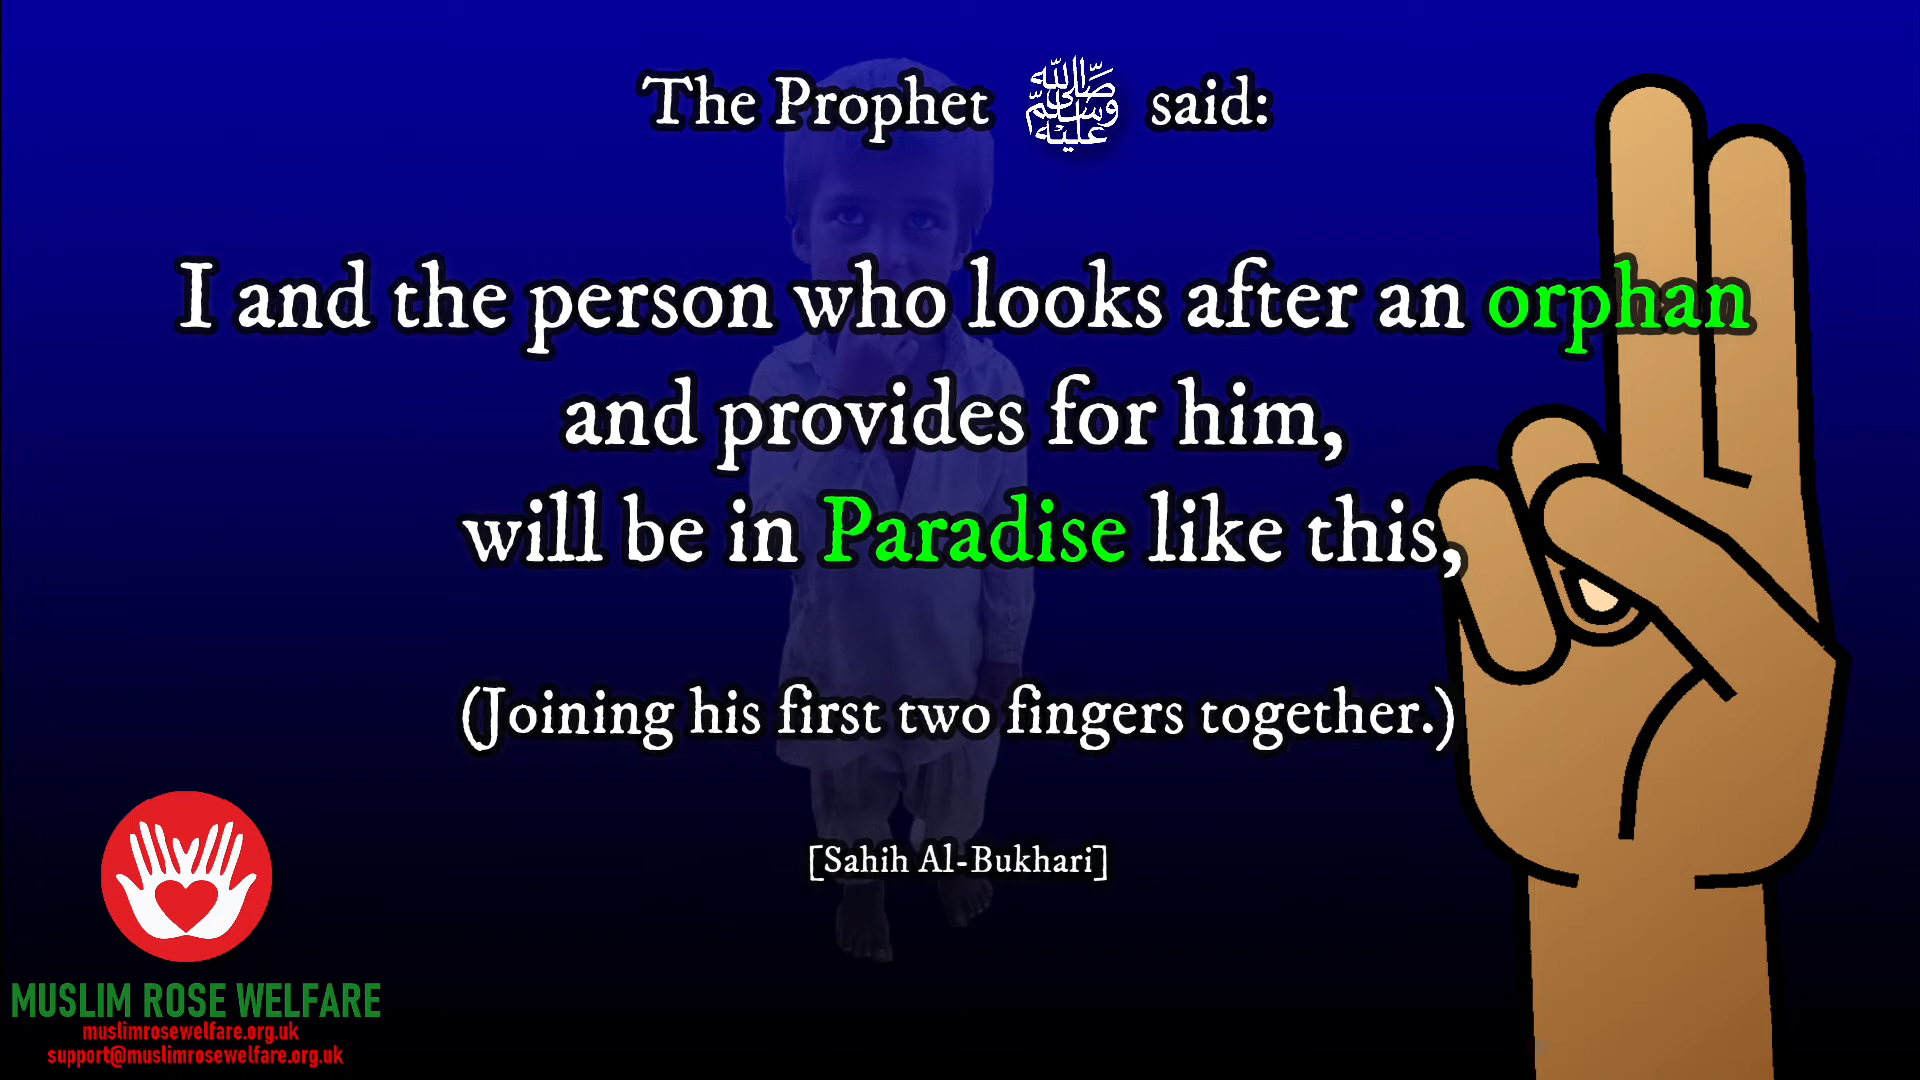 The Prophet ﷺ said:
I and the person who looks after an orphan
and provides for him,
will be in Paradise like this,
(Joining his first two fingers together.)
[Sahih Al-Bukhari]
MUSLIM ROSE WELFARE
muslimrosewelfare.org.uk
support@muslimrosewelfare.org.uk